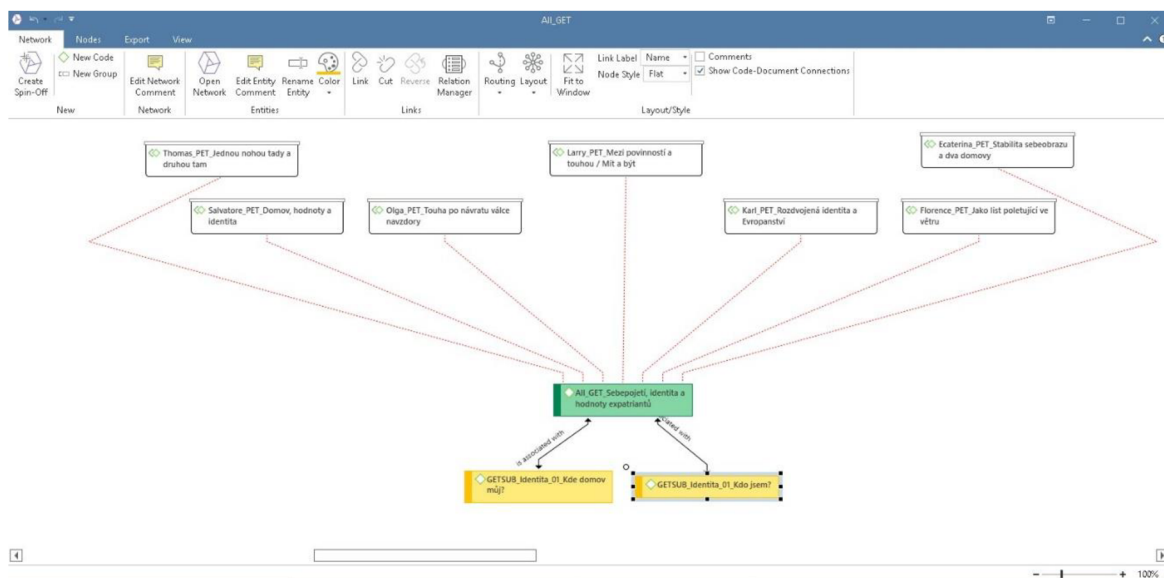 All_GET
Network Nodes Export View
Create Spin-Off
New Code
New Group
Edit Network Comment
Open Network
Edit Entity Comment
Rename Entity
Color
Link
Cut
Reverse
Relation Manager
Routing
Layout
Fit to Window
Link Label Name
Node Style Flat
Comments
Show Code-Document Connections
New Network Entities Links Layout/Style
Thomas_PET_Jednou nohou tady a
druhou tam
Larry_PET_Mezi povinností a
touhou / Mít a být
Ecaterina_PET_Stabilita sebeobrazu
a dva domovy
Salvatore_PET_Domov, hodnoty a
identita
Olga_PET_Touha po návratu válce
navzdory
Karl_PET_Rozdvojená identita a
Evropanství
Florence_PET_Jako list poletující ve
větru
All_GET_Sebepojetí, identita a
hodnoty expatriantů
is associated with
ociated with
GETSUB_Identita_01_Kde domov
můj?
GETSUB_Identita_01_Kdo jsem?
100%